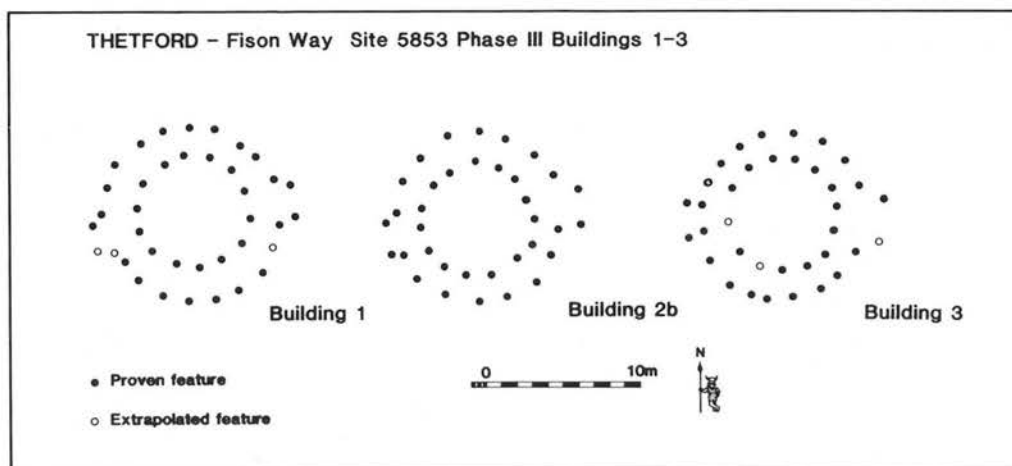 THETFORD – Fison Way Site 5853 Phase III Buildings 1–3
Building 1
Building 2b
Building 3
0 10m
N
Proven feature
Extrapolated feature